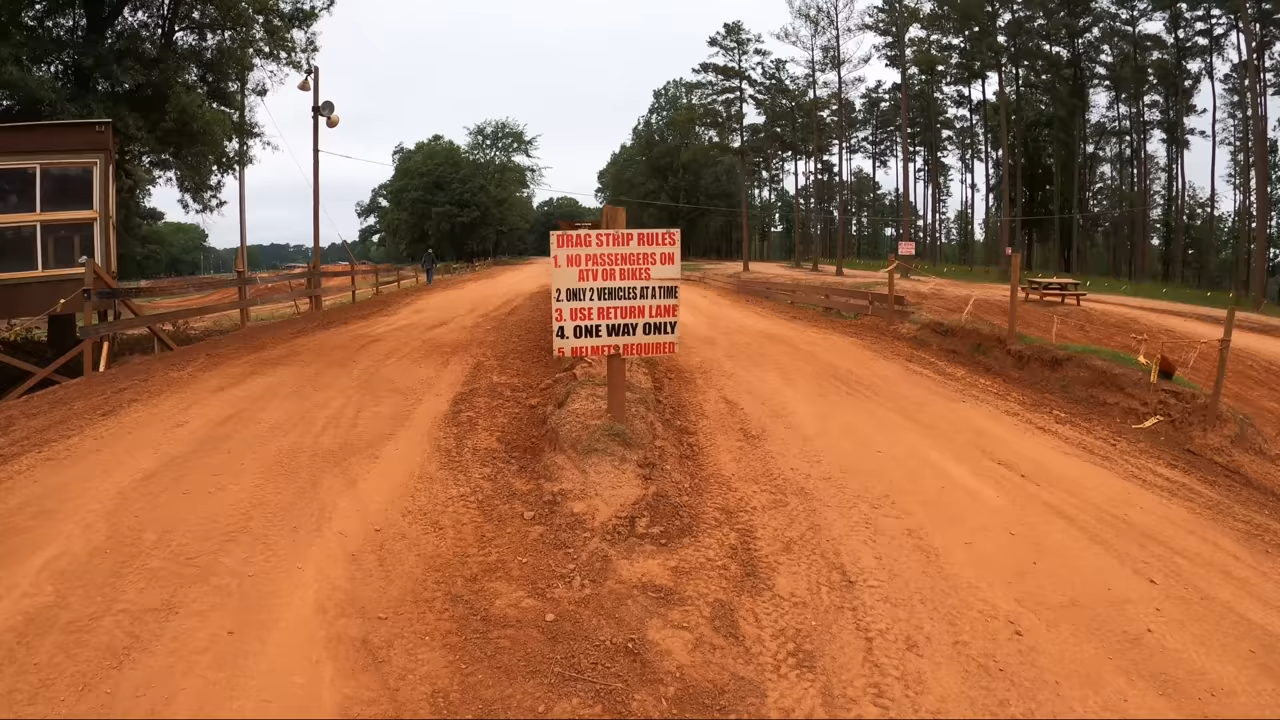 DRAG STRIP RULES
1. NO PASSENGERS ON
ATV OR BIKES
2. ONLY 2 VEHICLES AT A TIME
3. USE RETURN LANE
4. ONE WAY ONLY
5. HELMETS REQUIRED